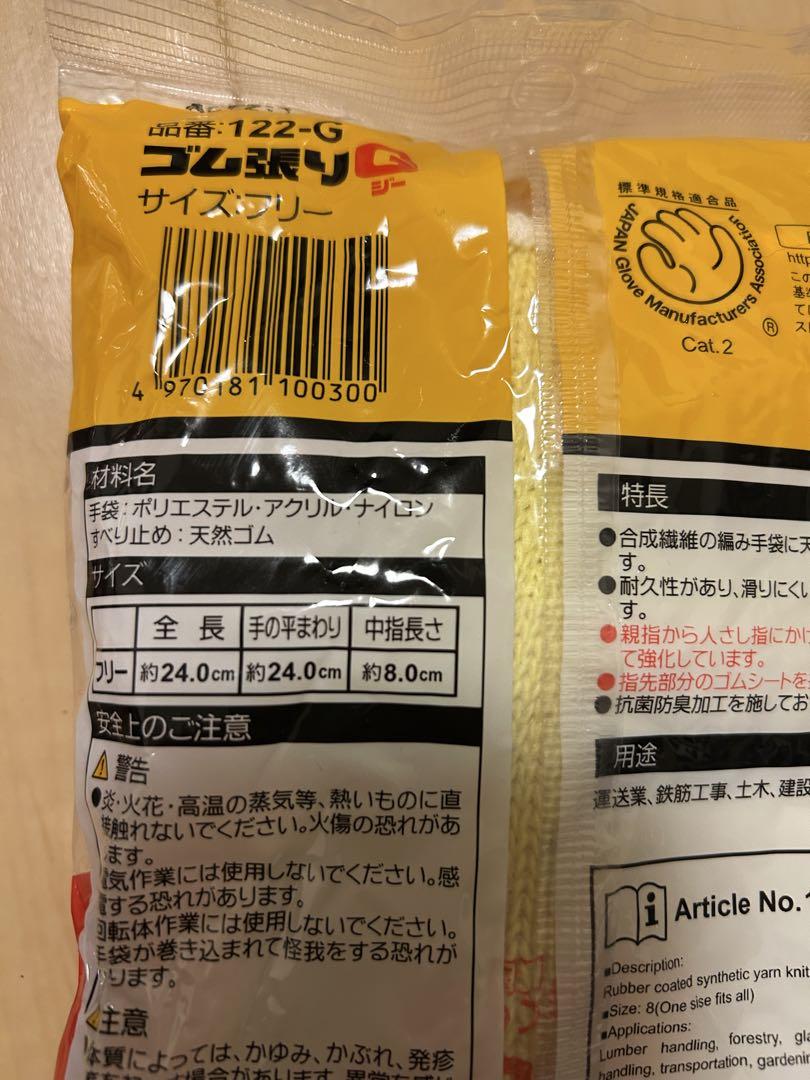 品番:122-G
ゴム張りG
ジー
サイズ:フリー
4 970181 100300
材料名
手袋:ポリエステル・アクリル・ナイロン
すべり止め:天然ゴム
サイズ
全長 手の平まわり 中指長さ
フリー 約24.0cm 約24.0cm 約8.0cm
安全上のご注意
警告
●炎・火花・高温の蒸気等、熱いものに直
接触れないでください。火傷の恐れがあ
ります。
電気作業には使用しないでください。感
電する恐れがあります。
回転体作業には使用しないでください。
手袋が巻き込まれて怪我をする恐れが
あります。
注意
体質によっては、かゆみ、かぶれ、発疹
標準規格適合品
JAPAN Glove Manufacturers Association
®
Cat.2
http
この
基準
特長
●合成繊維の編み手袋に天
す。
●耐久性があり、滑りにくい
す。
●親指から人さし指にかけ
て強化しています。
●指先部分のゴムシートを
●抗菌防臭加工を施してお
用途
運送業、鉄筋工事、土木、建設
Article No.1
■Description:
Rubber coated synthetic yarn knit
■Size: 8(One sise fits all)
■Applications:
Lumber handling, forestry, gla
handling, transportation, gardenin